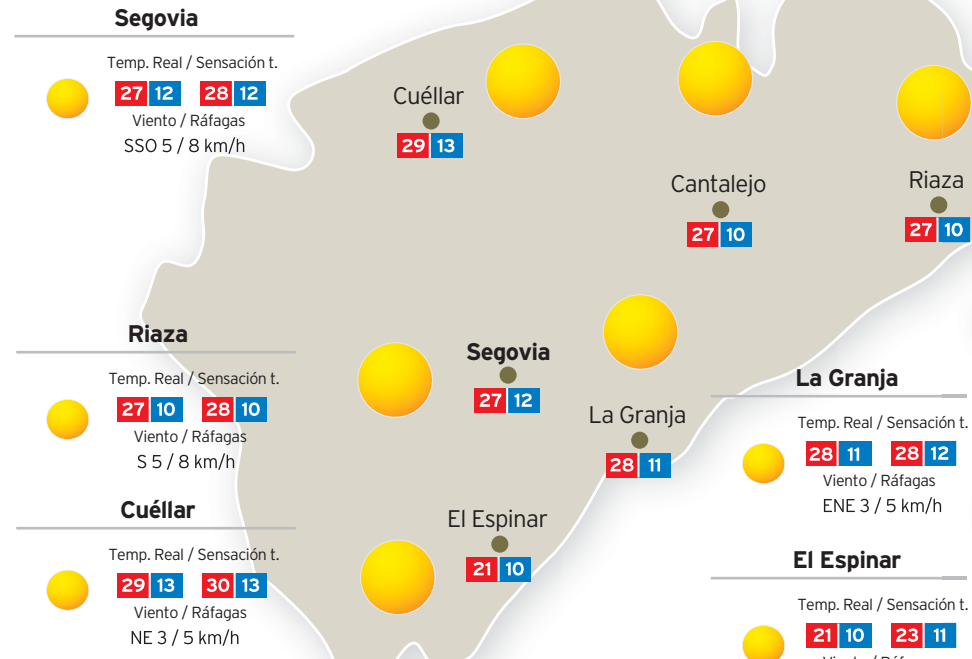 Segovia
Temp. Real / Sensación t.
27 12 28 12
Viento / Ráfagas
SSO 5 / 8 km/h
Riaza
Temp. Real / Sensación t.
27 10 28 10
Viento / Ráfagas
S 5 / 8 km/h
Cuéllar
Temp. Real / Sensación t.
29 13 30 13
Viento / Ráfagas
NE 3 / 5 km/h
Cuéllar
29 13
Cantalejo
27 10
Riaza
27 10
Segovia
27 12
La Granja
28 11
El Espinar
21 10
La Granja
Temp. Real / Sensación t.
28 11 28 12
Viento / Ráfagas
ENE 3 / 5 km/h
El Espinar
Temp. Real / Sensación t.
21 10 23 11
Viento / Ráfagas